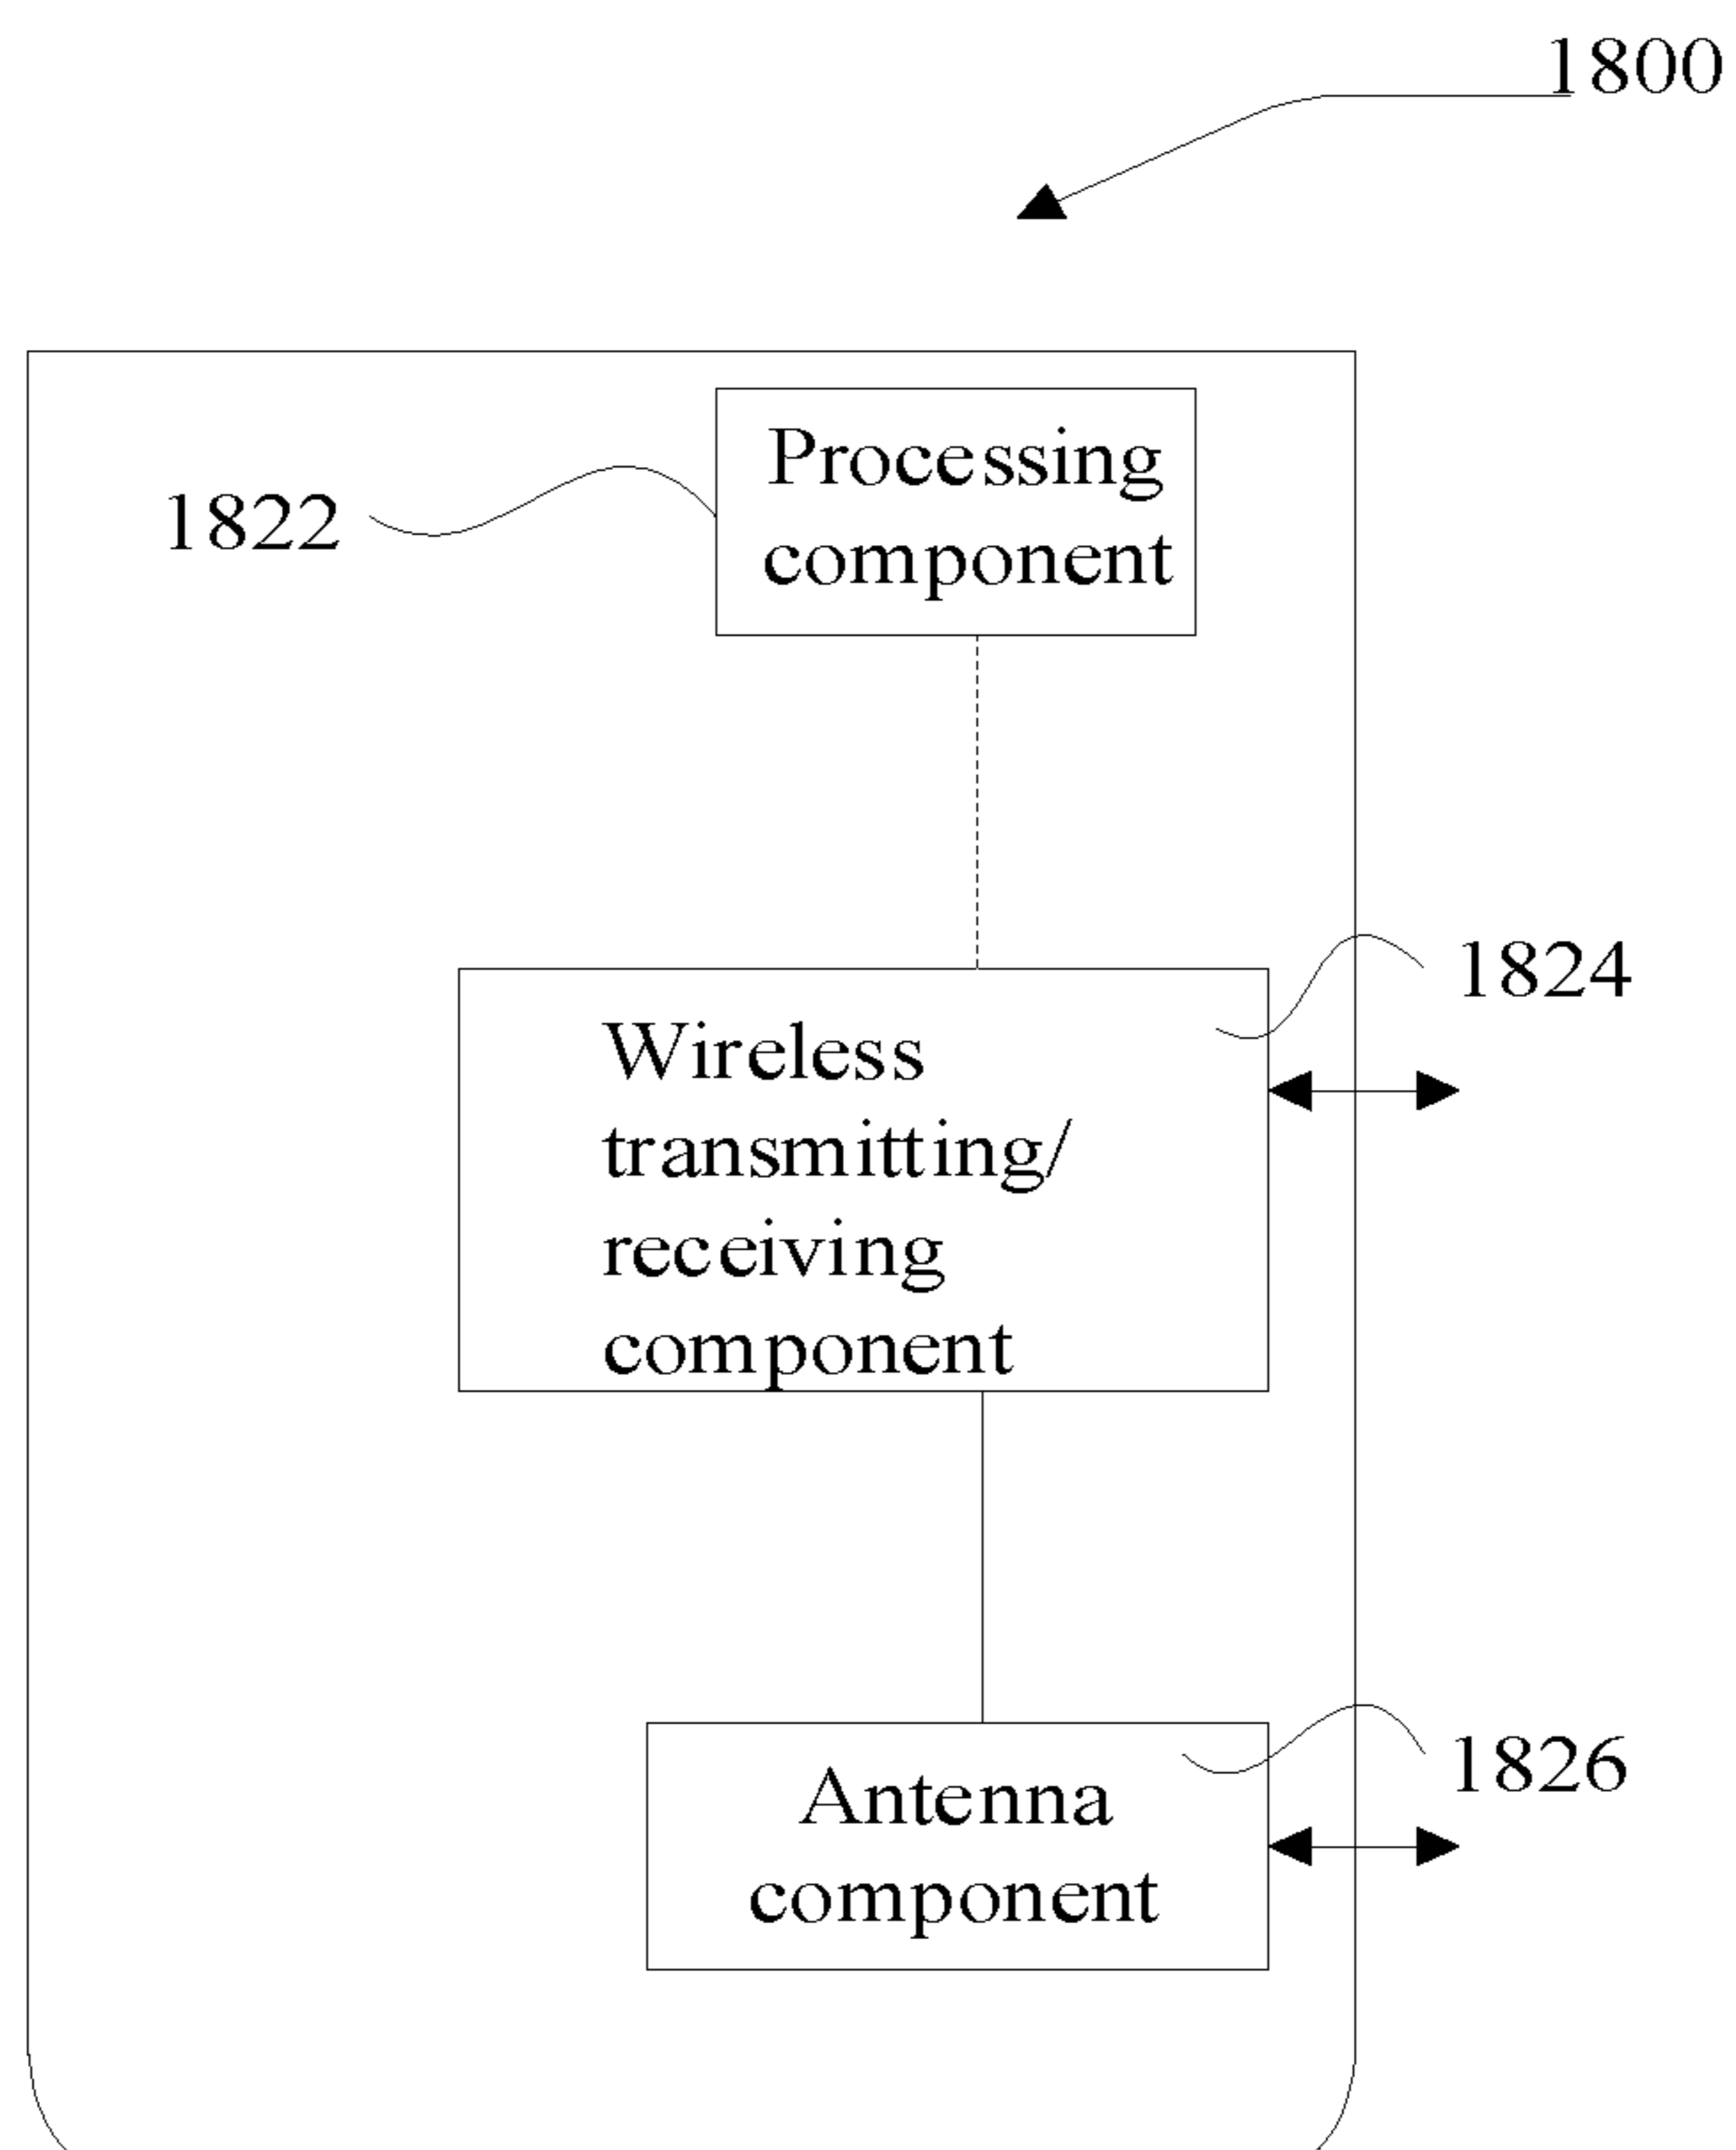 1800
Processing
component
1822
1824
Wireless
transmitting/
receiving
component
1826
Antenna
component